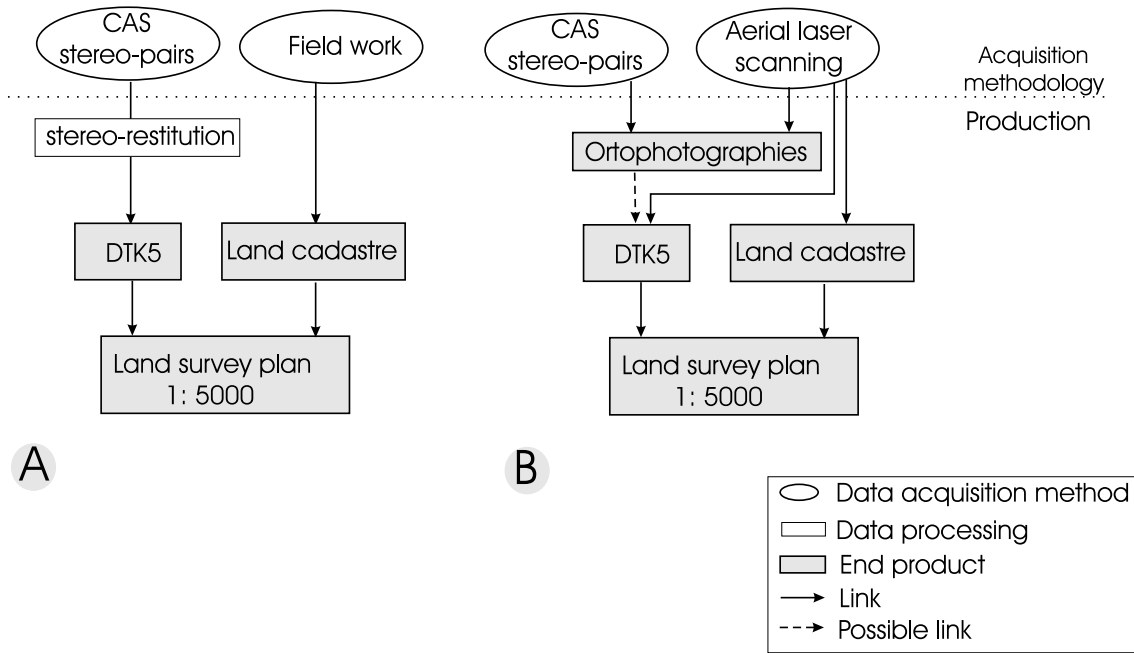 CAS
stereo-pairs
Field work
stereo-restitution
DTK5
Land cadastre
Land survey plan
1: 5000
A
CAS
stereo-pairs
Aerial laser
scanning
Acquisition
methodology
Production
Ortophotographies
DTK5
Land cadastre
Land survey plan
1: 5000
B
Data acquisition method
Data processing
End product
Link
Possible link